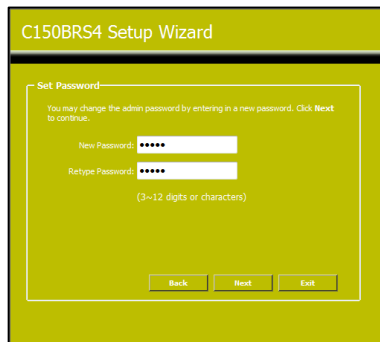 C150BRS4 Setup Wizard
Set Password
You may change the admin password by entering in a new password. Click Next
to continue.
New Password: •••••
Retype Password: •••••
(3~12 digits or characters)
Back Next Exit